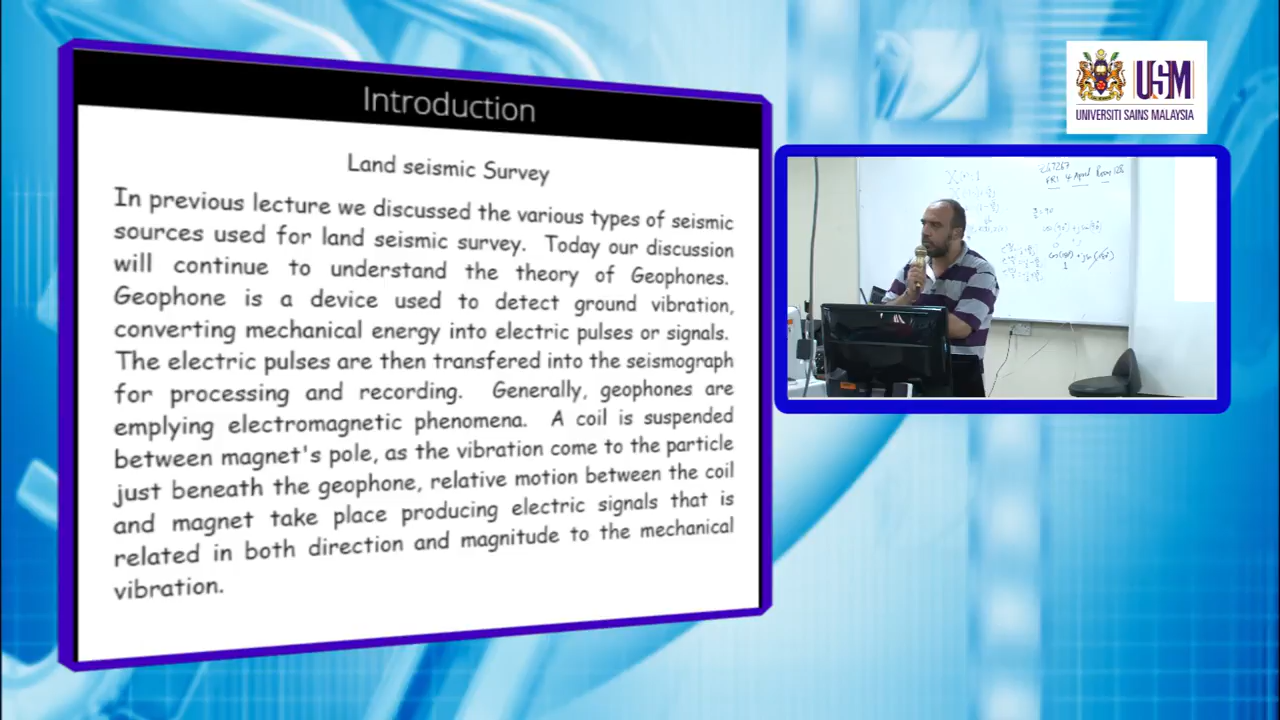 Introduction
Land seismic Survey
In previous lecture we discussed the various types of seismic
sources used for land seismic survey. Today our discussion
will continue to understand the theory of Geophones.
Geophone is a device used to detect ground vibration,
converting mechanical energy into electric pulses or signals.
The electric pulses are then transfered into the seismograph
for processing and recording. Generally, geophones are
emplying electromagnetic phenomena. A coil is suspended
between magnet's pole, as the vibration come to the particle
just beneath the geophone, relative motion between the coil
and magnet take place producing electric signals that is
related in both direction and magnitude to the mechanical
vibration.
USM
UNIVERSITI SAINS MALAYSIA